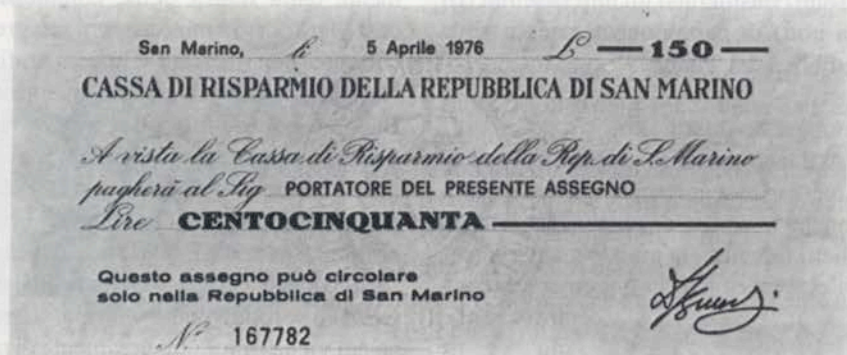 San Marino, li 5 Aprile 1976 £ — 150 —
CASSA DI RISPARMIO DELLA REPUBBLICA DI SAN MARINO
A vista la Cassa di Risparmio della Rep. di S. Marino
pagherà al Sig PORTATORE DEL PRESENTE ASSEGNO
Lire CENTOCINQUANTA —
Questo assegno può circolare
solo nella Repubblica di San Marino
N° 167782